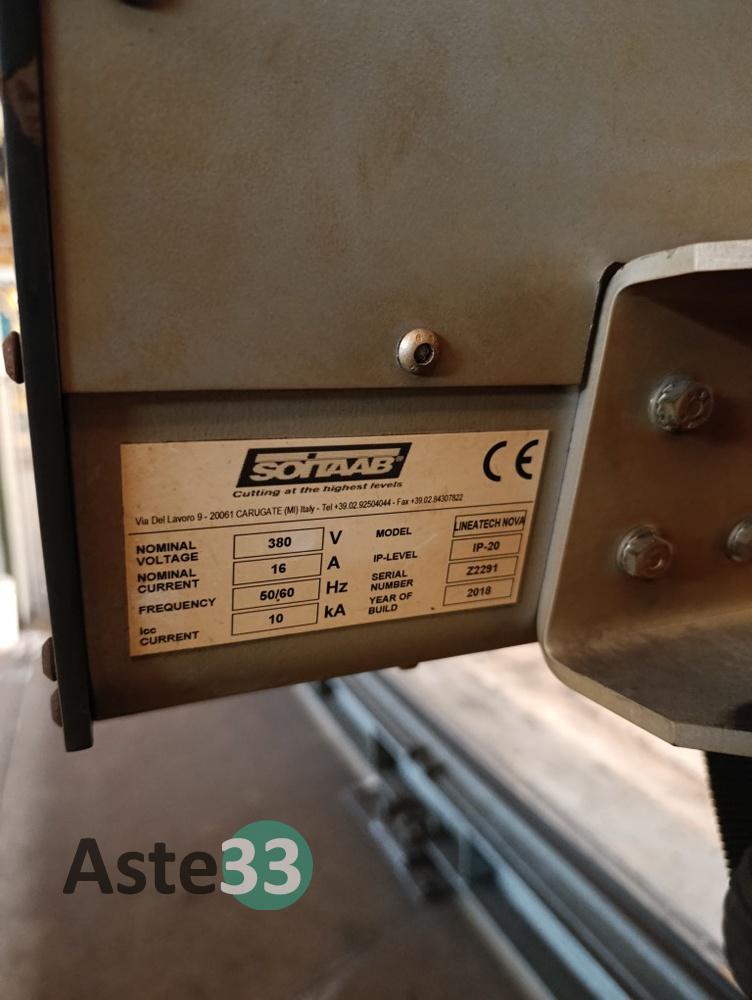 SOITAAB
Cutting at the highest levels
CE
Via Del Lavoro 9 - 20061 CARUGATE (MI) Italy - Tel +39.02.92504044 - Fax +39.02.84307822
NOMINAL VOLTAGE 380 V
NOMINAL CURRENT 16 A
FREQUENCY 50/60 Hz
Icc CURRENT 10 kA
MODEL LINEATECH NOVA
IP-LEVEL IP-20
SERIAL NUMBER Z2291
YEAR OF BUILD 2018
Aste33